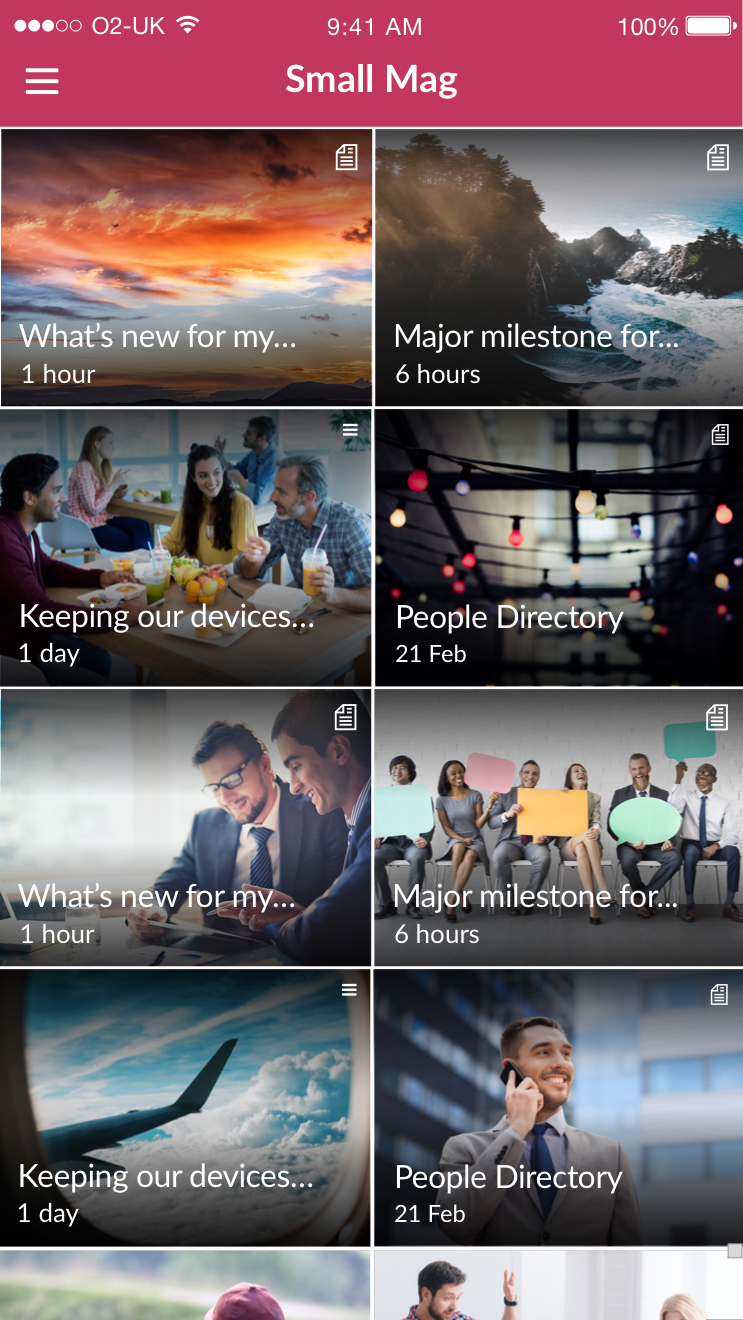 O2-UK 9:41 AM 100%
Small Mag
What’s new for my...
1 hour
Major milestone for...
6 hours
Keeping our devices...
1 day
People Directory
21 Feb
What’s new for my...
1 hour
Major milestone for...
6 hours
Keeping our devices...
1 day
People Directory
21 Feb